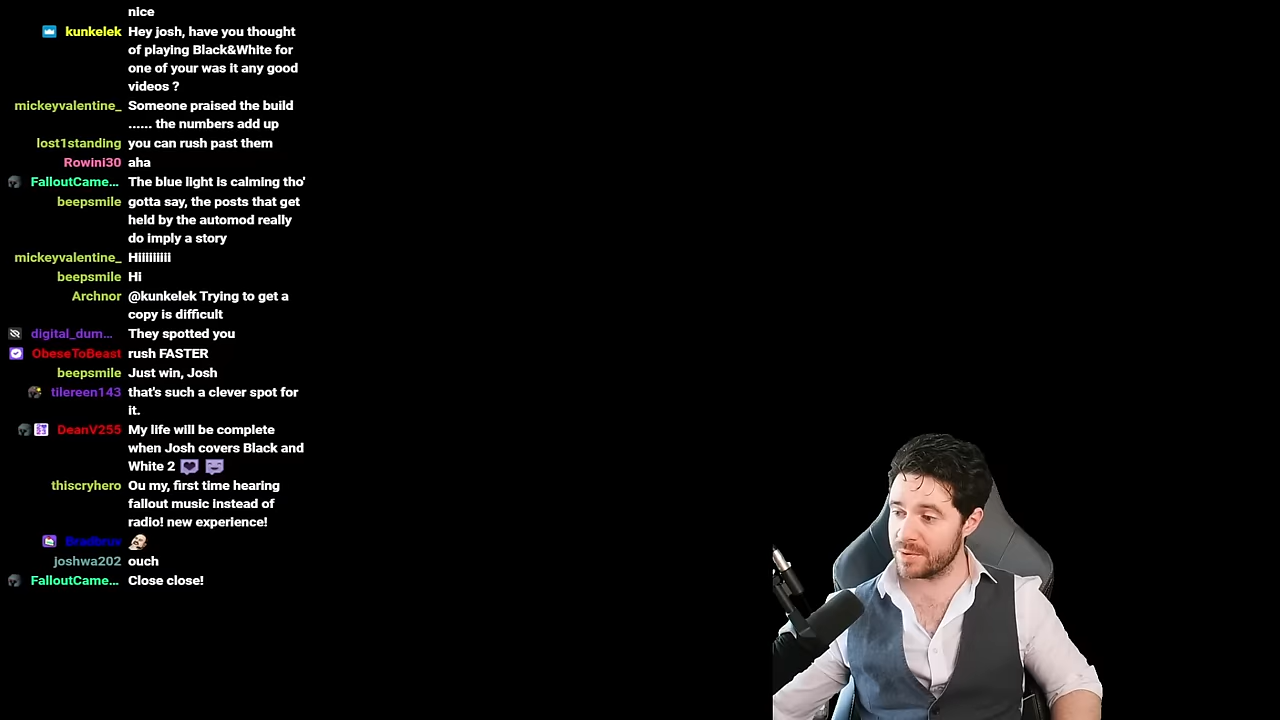 nice
kunkelek Hey josh, have you thought
of playing Black&White for
one of your was it any good
videos ?
mickeyvalentine_ Someone praised the build
...... the numbers add up
lost1standing you can rush past them
Rowini30 aha
FalloutCame... The blue light is calming tho'
beepsmile gotta say, the posts that get
held by the automod really
do imply a story
mickeyvalentine_ Hiiiiiiiii
beepsmile Hi
Archnor @kunkelek Trying to get a
copy is difficult
digital_dum... They spotted you
ObeseToBeast rush FASTER
beepsmile Just win, Josh
tilereen143 that's such a clever spot for
it.
DeanV255 My life will be complete
when Josh covers Black and
White 2
thiscryhero Ou my, first time hearing
fallout music instead of
radio! new experience!
joshwa202 ouch
FalloutCame... Close close!